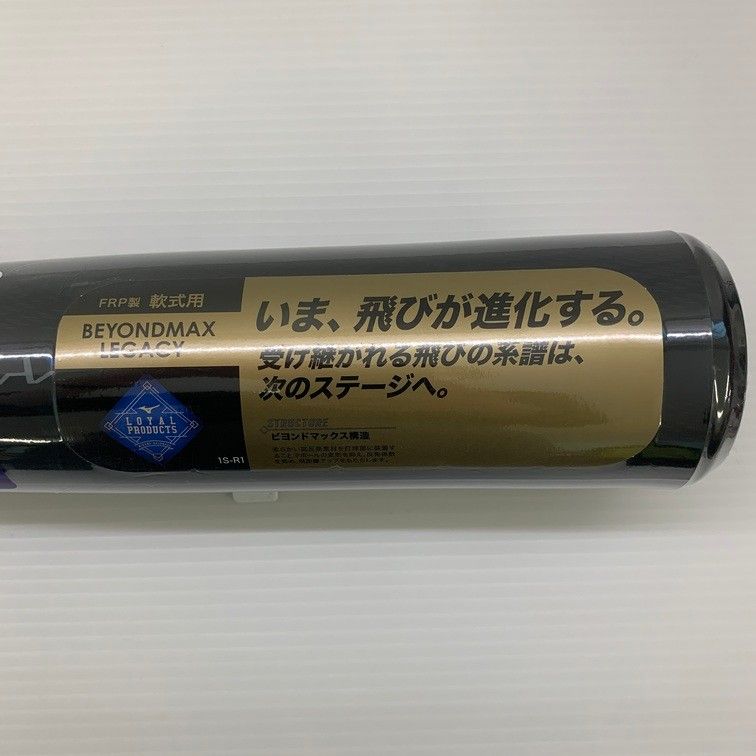 FRP製 軟式用
BEYONDMAX
LEGACY
LOYAL
PRODUCTS
1S-R1
いま、飛びが進化する。
受け継がれる飛びの系譜は、
次のステージへ。
STRUCTURE
ビヨンドマックス構造